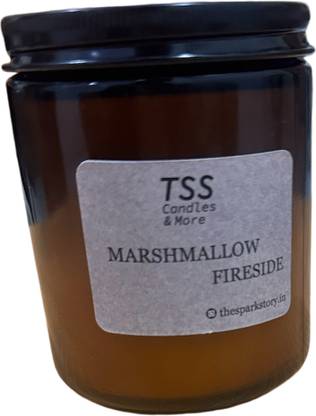 TSS
Candles
& More
MARSHMALLOW
FIRESIDE
thesparkstory.in